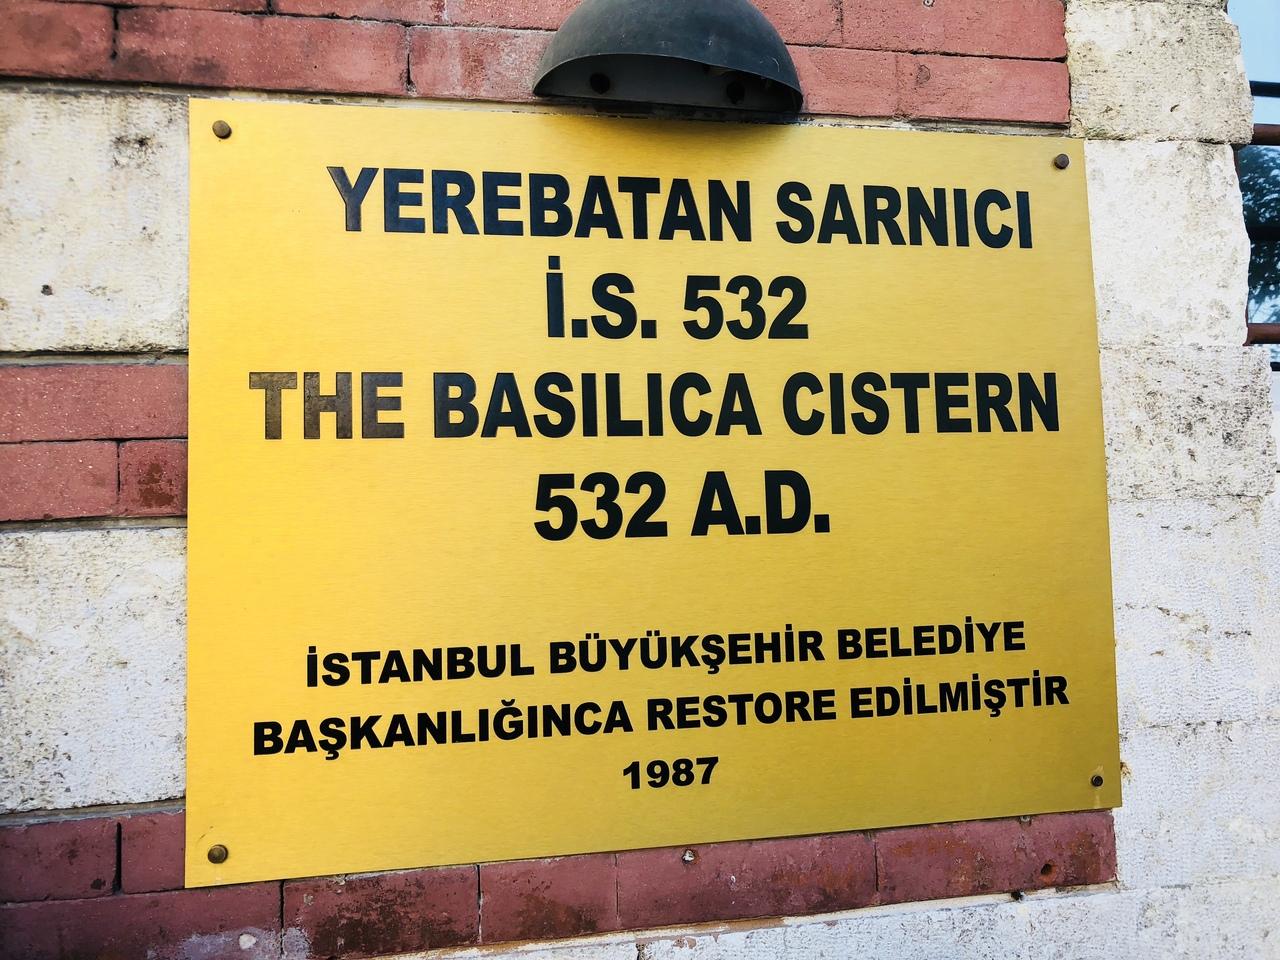 YEREBATAN SARNICI
İ.S. 532
THE BASILICA CISTERN
532 A.D.
İSTANBUL BÜYÜKŞEHİR BELEDİYE
BAŞKANLIĞINCA RESTORE EDİLMİŞTİR
1987